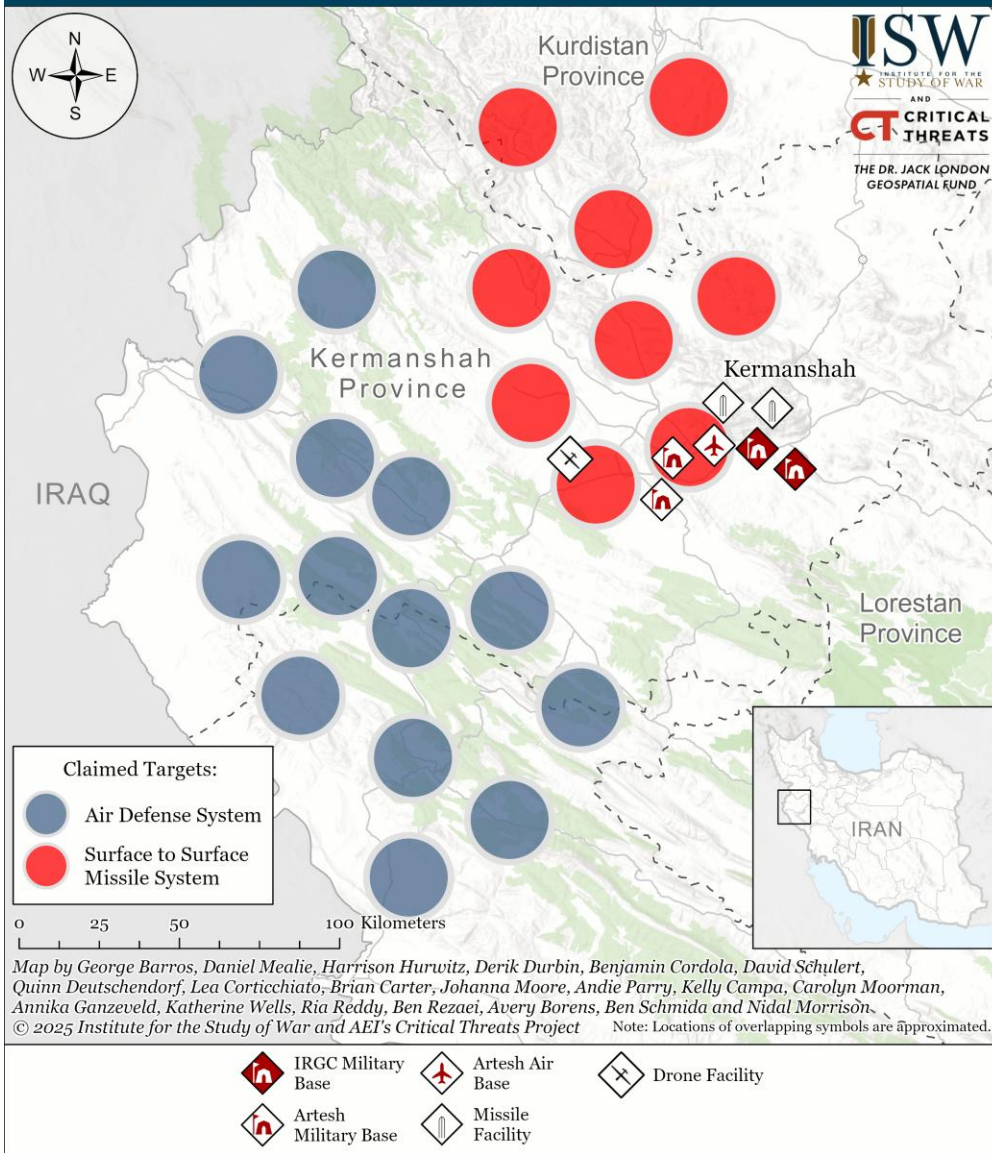 N
W
E
S
Kurdistan
Province
ISW
INSTITUTE FOR THE
STUDY OF WAR
AND
CT CRITICAL
THREATS
THE DR. JACK LONDON
GEOSPATIAL FUND
Kermanshah
Province
Kermanshah
IRAQ
Lorestan
Province
IRAN
Claimed Targets:
Air Defense System
Surface to Surface
Missile System
0 25 50 100 Kilometers
Map by George Barros, Daniel Mealie, Harrison Hurwitz, Derik Durbin, Benjamin Cordola, David Schulert,
Quinn Deutschendorf, Lea Corticchiato, Brian Carter, Johanna Moore, Andie Parry, Kelly Campa, Carolyn Moorman,
Annika Ganzeveld, Katherine Wells, Ria Reddy, Ben Rezaei, Avery Borens, Ben Schmida and Nidal Morrison
© 2025 Institute for the Study of War and AEI's Critical Threats Project
Note: Locations of overlapping symbols are approximated.
IRGC Military
Base
Artesh Air
Base
Drone Facility
Artesh
Military Base
Missile
Facility